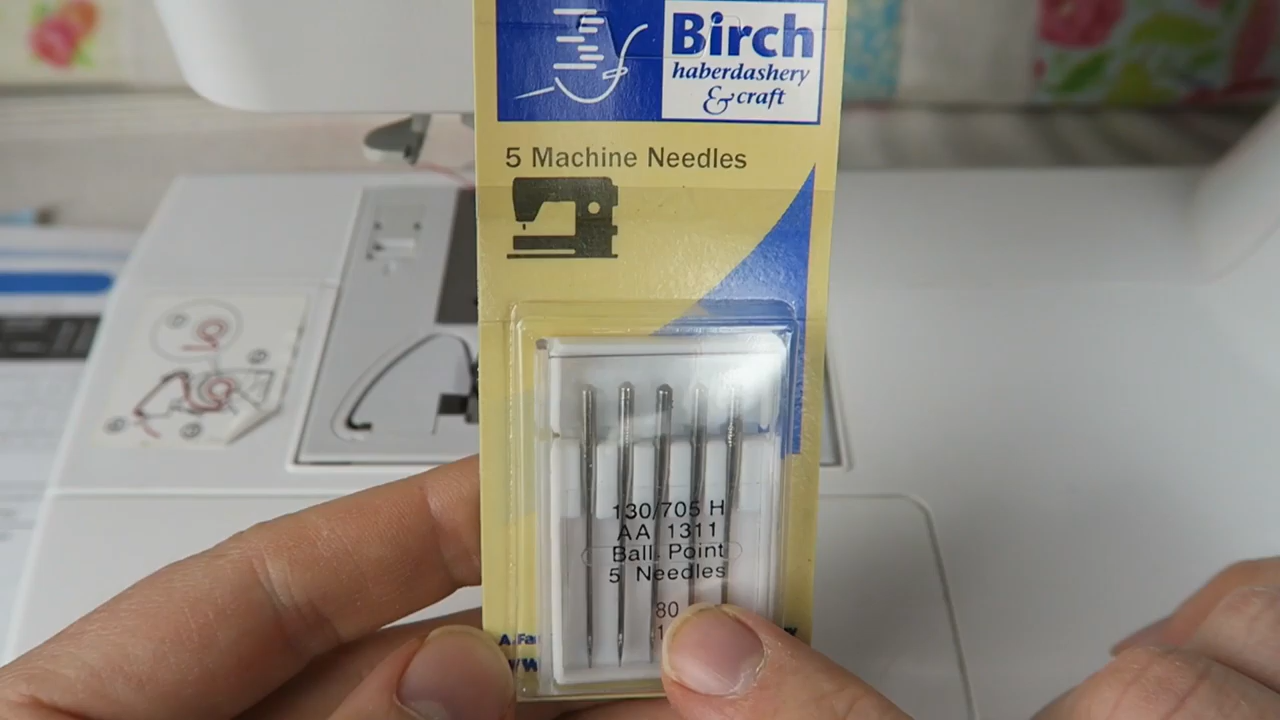 Birch
haberdashery
& craft
5 Machine Needles
130/705 H
AA 1311
Ball Point
5 Needles
80